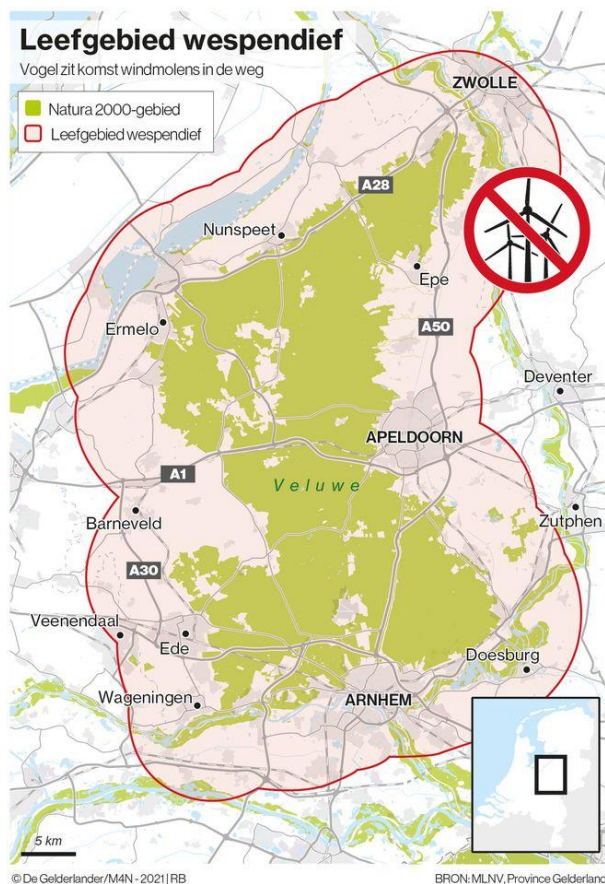 Leefgebied wespendief
Vogel zit komst windmolens in de weg
Natura 2000-gebied
Leefgebied wespendief
ZWOLLE
A28
Nunspeet
Epe
Ermelo
A50
Deventer
APELDOORN
A1
Veluwe
Barneveld
Zutphen
A30
Veenendaal
Ede
Doesburg
Wageningen
ARNHEM
5 km
© De Gelderlander/M4N - 2021 | RB
BRON: MLNV, Province Gelderland